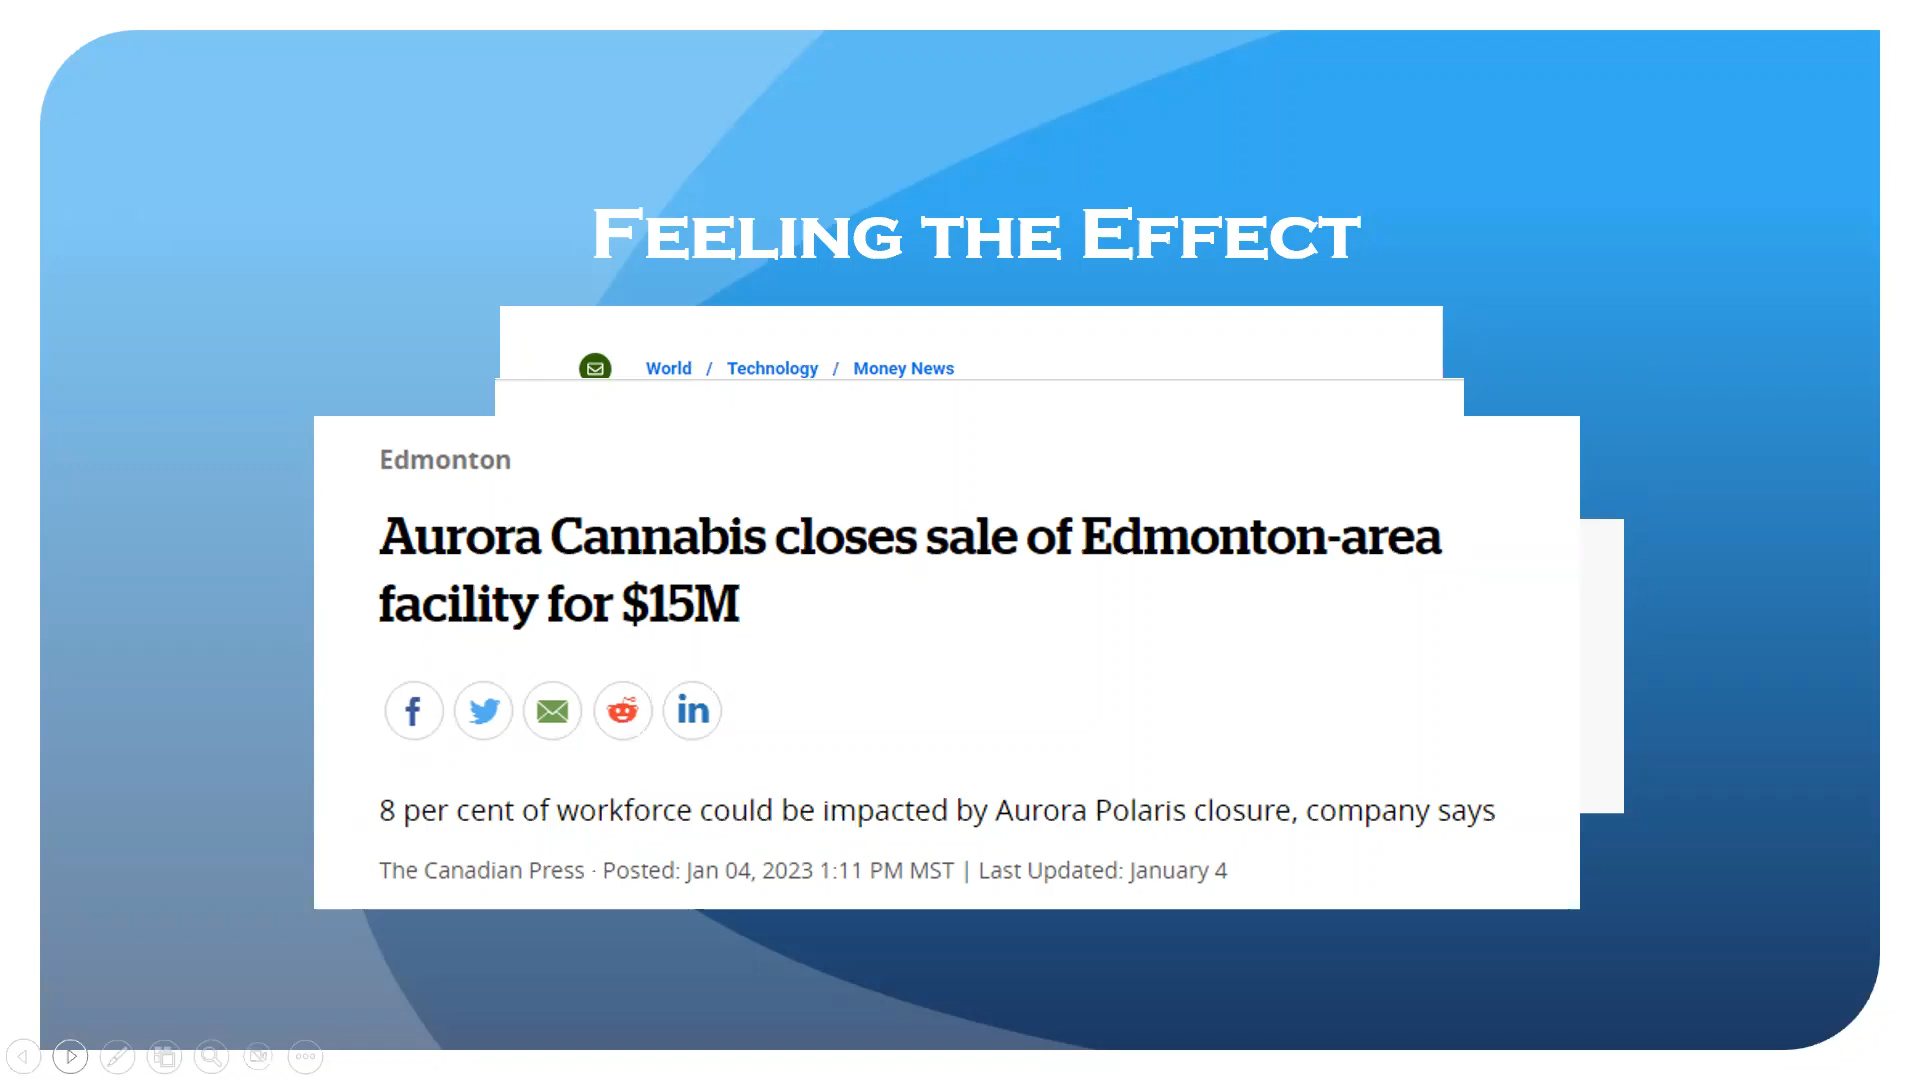 Feeling the Effect
World / Technology / Money News
Edmonton
Aurora Cannabis closes sale of Edmonton-area
facility for $15M
8 per cent of workforce could be impacted by Aurora Polaris closure, company says
The Canadian Press · Posted: Jan 04, 2023 1:11 PM MST | Last Updated: January 4